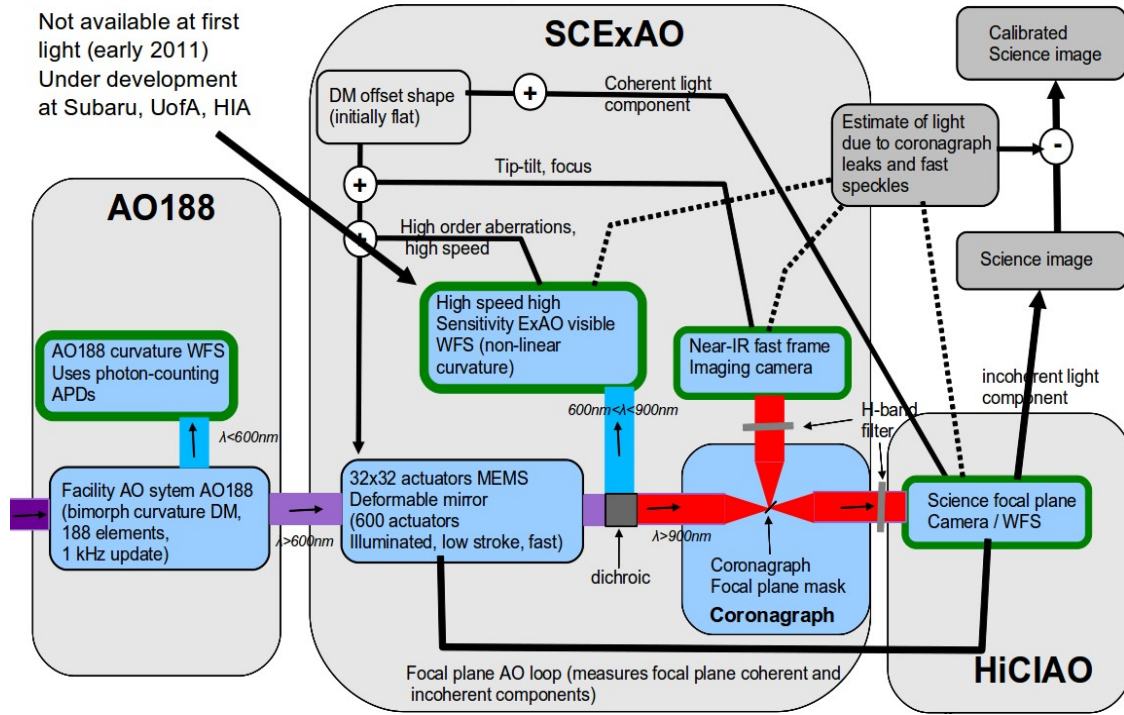 Not available at first
light (early 2011)
Under development
at Subaru, UofA, HIA
SCExAO
DM offset shape
(initially flat)
+
Coherent light
component
Calibrated
Science image
Estimate of light
due to coronagraph
leaks and fast
speckles
-
Tip-tilt, focus
+
AO188
High order aberrations,
high speed
+
Science image
High speed high
Sensitivity ExAO visible
WFS (non-linear
curvature)
Near-IR fast frame
Imaging camera
AO188 curvature WFS
Uses photon-counting
APDs
incoherent light
component
600nm<λ<900nm
H-band
filter
λ<600nm
Facility AO sytem AO188
(bimorph curvature DM,
188 elements,
1 kHz update)
λ>600nm
32x32 actuators MEMS
Deformable mirror
(600 actuators
Illuminated, low stroke, fast)
λ>900nm
Science focal plane
Camera / WFS
dichroic
Coronagraph
Focal plane mask
Coronagraph
Focal plane AO loop (measures focal plane coherent and
incoherent components)
HiCIAO